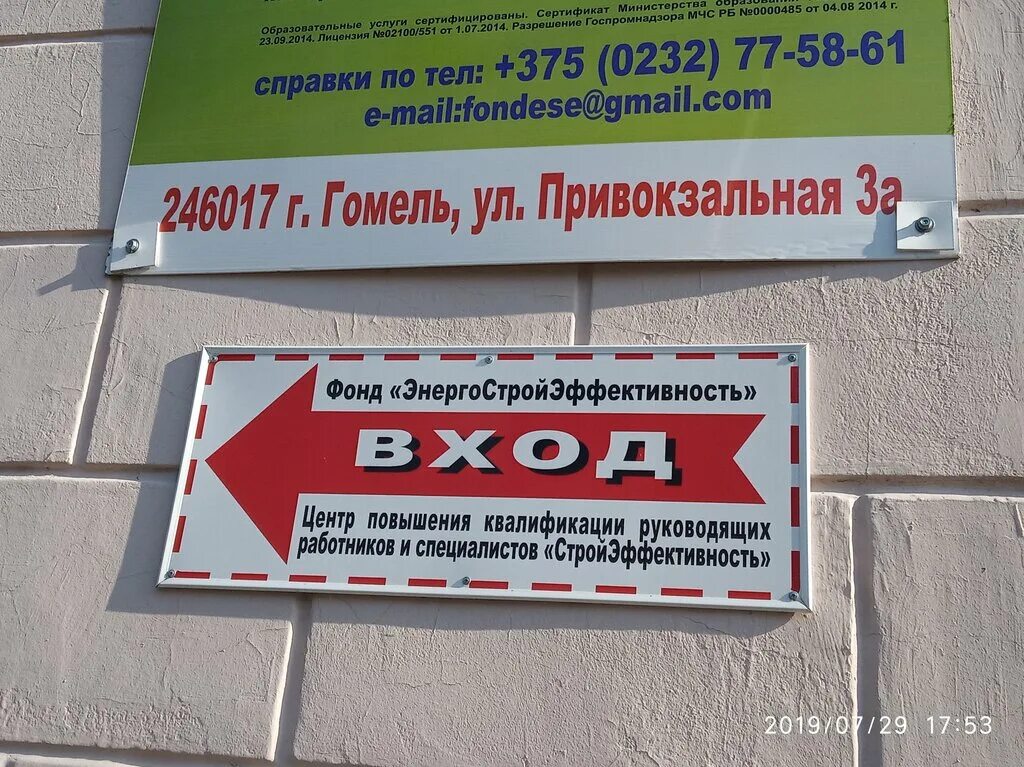 Образовательные услуги сертифицированы. Сертификат Министерства образования
23.09.2014. Лицензия №02100/551 от 1.07.2014. Разрешение Госпромнадзора МЧС РБ №0000485 от 04.08 2014 г.
справки по тел: +375 (0232) 77-58-61
e-mail:fondese@gmail.com
246017 г. Гомель, ул. Привокзальная 3а
Фонд «ЭнергоСтройЭффективность»
ВХОД
Центр повышения квалификации руководящих
работников и специалистов «СтройЭффективность»
2019/07/29 17:53